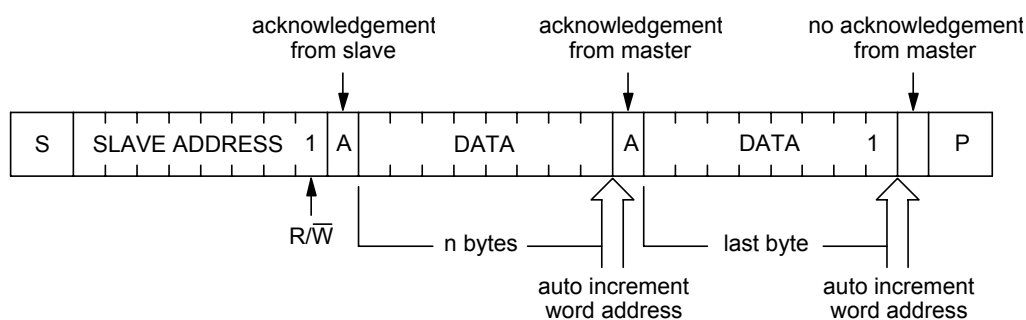 acknowledgement
from slave
acknowledgement
from master
no acknowledgement
from master
S SLAVE ADDRESS 1 A DATA A DATA 1 P
R/W̅
n bytes
last byte
auto increment
word address
auto increment
word address